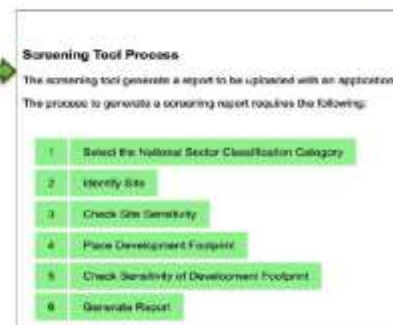 Screening Tool Process
The screening tool generate a report to be uploaded with an application
The process to generate a screening report requires the following:
1 Select the National Sector Classification Category
2 Identify Site
3 Check Site Sensitivity
4 Place Development Footprint
5 Check Sensitivity of Development Footprint
6 Generate Report